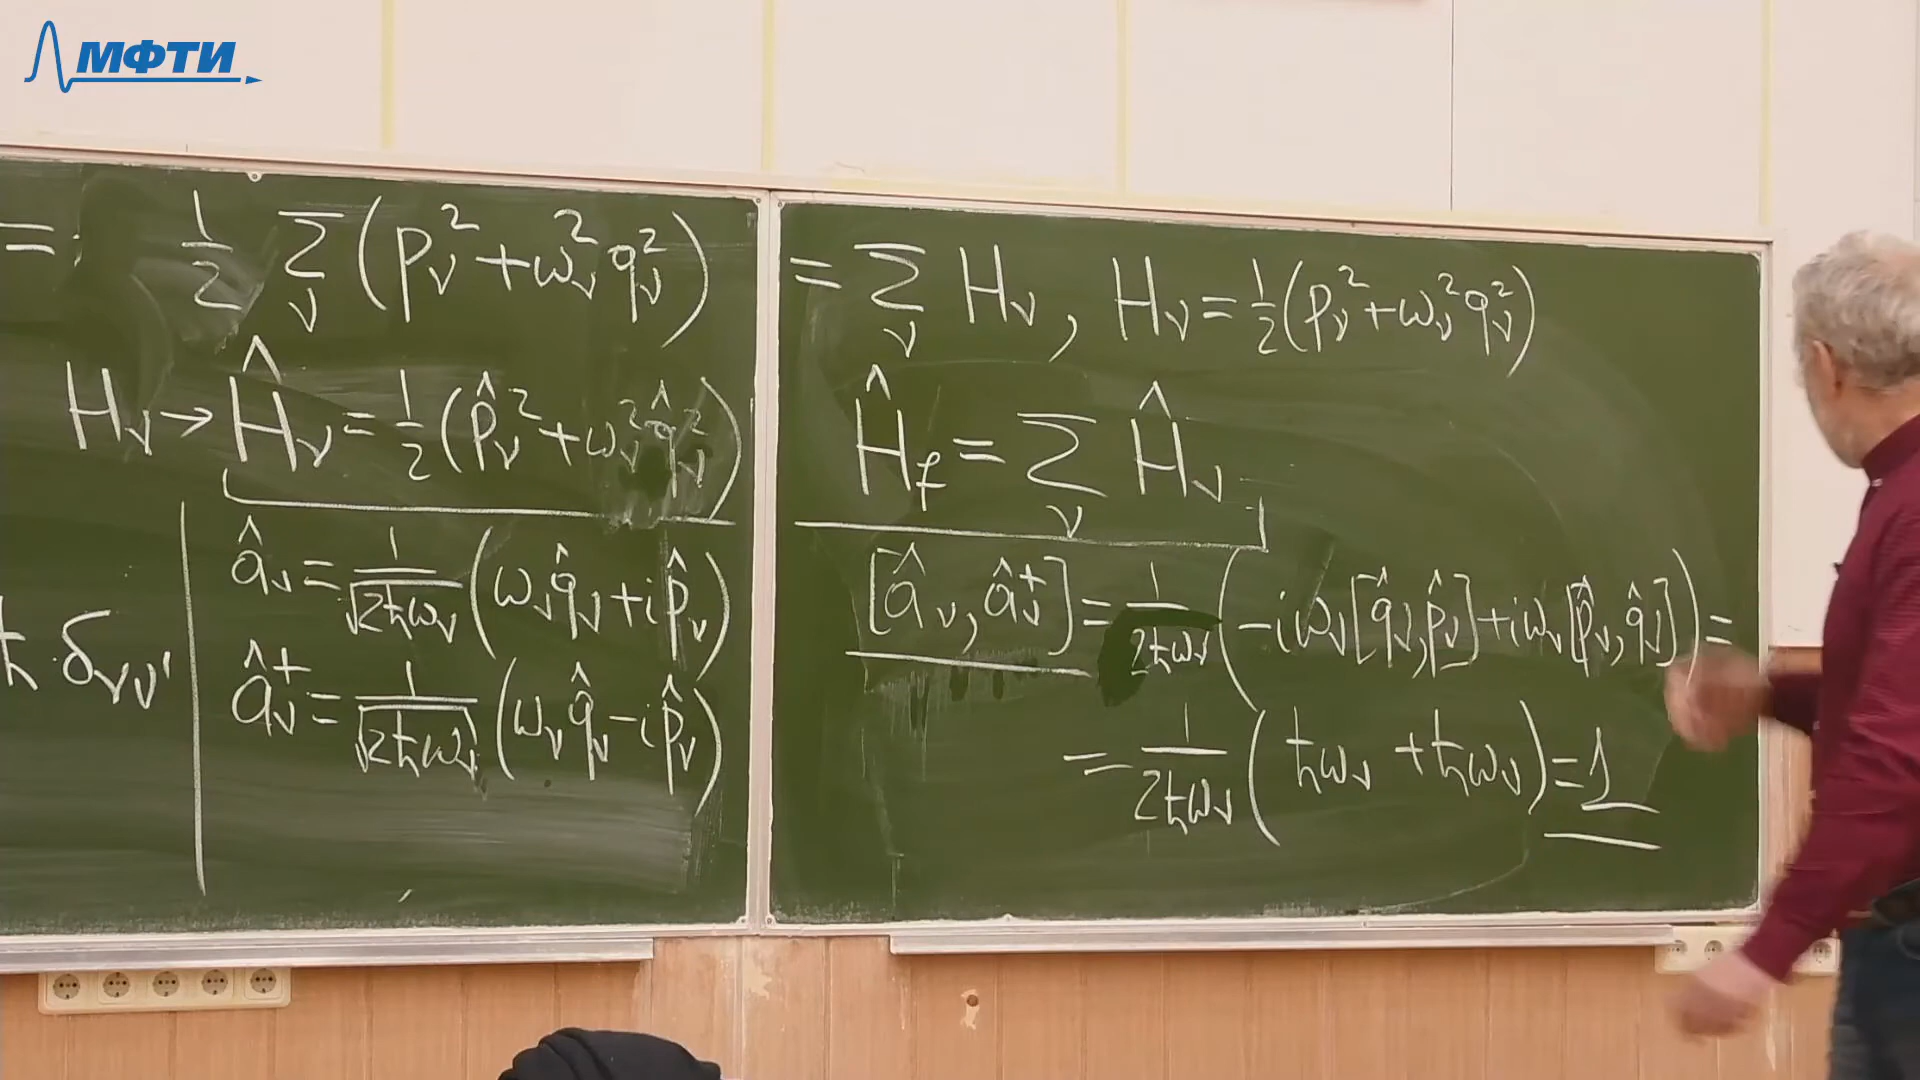 МФТИ
= 1/2 Σ_ν (p_ν² + ω_ν² q_ν²)
H_ν → Ĥ_ν = 1/2 (p̂_ν² + ω_ν² q̂_ν²)
ħ δ_νν'
â_ν = 1/√(2ħω_ν) (ω_ν q̂_ν + i p̂_ν)
â_ν⁺ = 1/√(2ħω_ν) (ω_ν q̂_ν − i p̂_ν)
= Σ_ν H_ν, H_ν = 1/2 (p_ν² + ω_ν² q_ν²)
Ĥ_f = Σ_ν Ĥ_ν
[â_ν, â_ν⁺] = 1/(2ħω_ν) (−iω_ν [q̂_ν, p̂_ν] + iω_ν [p̂_ν, q̂_ν]) =
= 1/(2ħω_ν) (ħω_ν + ħω_ν) = 1